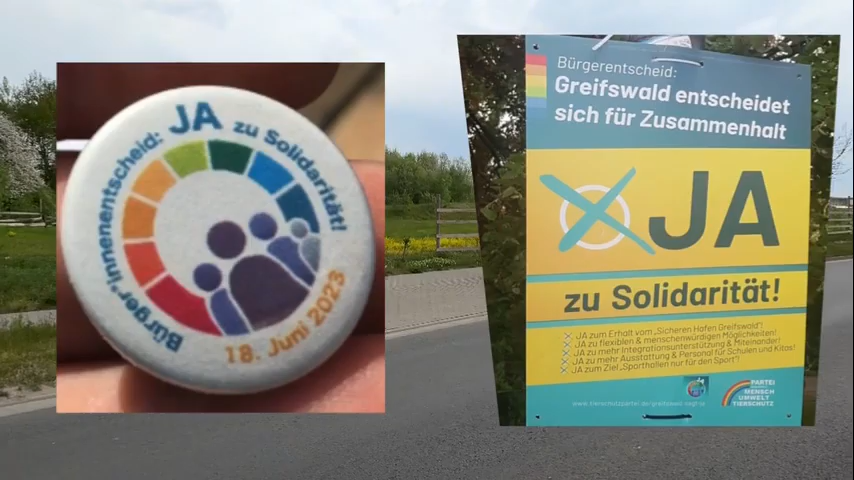 Bürger*innenentscheid: JA zu Solidarität!
18. Juni 2023
Bürgerentscheid:
Greifswald entscheidet
sich für Zusammenhalt
JA
zu Solidarität!
JA zum Erhalt vom „Sicheren Hafen Greifswald"!
JA zu flexiblen & menschenwürdigen Möglichkeiten!
JA zu mehr Integrationsunterstützung & Miteinander!
JA zu mehr Ausstattung & Personal für Schulen und Kitas!
JA zum Ziel „Sporthallen nur für den Sport"!
PARTEI
MENSCH
UMWELT
TIERSCHUTZ